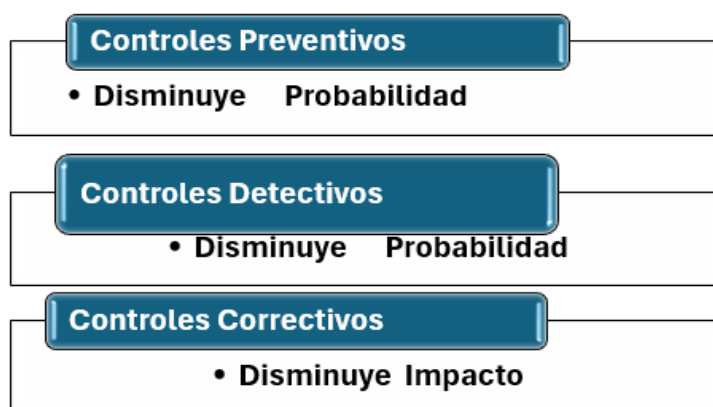 Controles Preventivos
• Disminuye Probabilidad
Controles Detectivos
• Disminuye Probabilidad
Controles Correctivos
• Disminuye Impacto